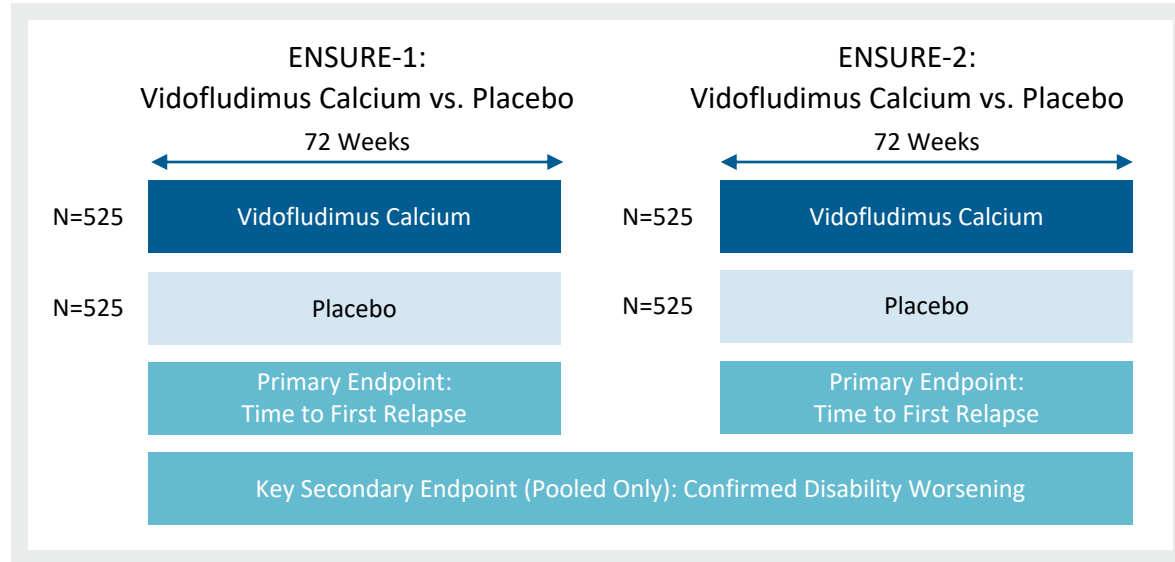 ENSURE-1:
Vidofludimus Calcium vs. Placebo
72 Weeks
N=525
Vidofludimus Calcium
N=525
Placebo
Primary Endpoint:
Time to First Relapse
ENSURE-2:
Vidofludimus Calcium vs. Placebo
72 Weeks
N=525
Vidofludimus Calcium
N=525
Placebo
Primary Endpoint:
Time to First Relapse
Key Secondary Endpoint (Pooled Only): Confirmed Disability Worsening